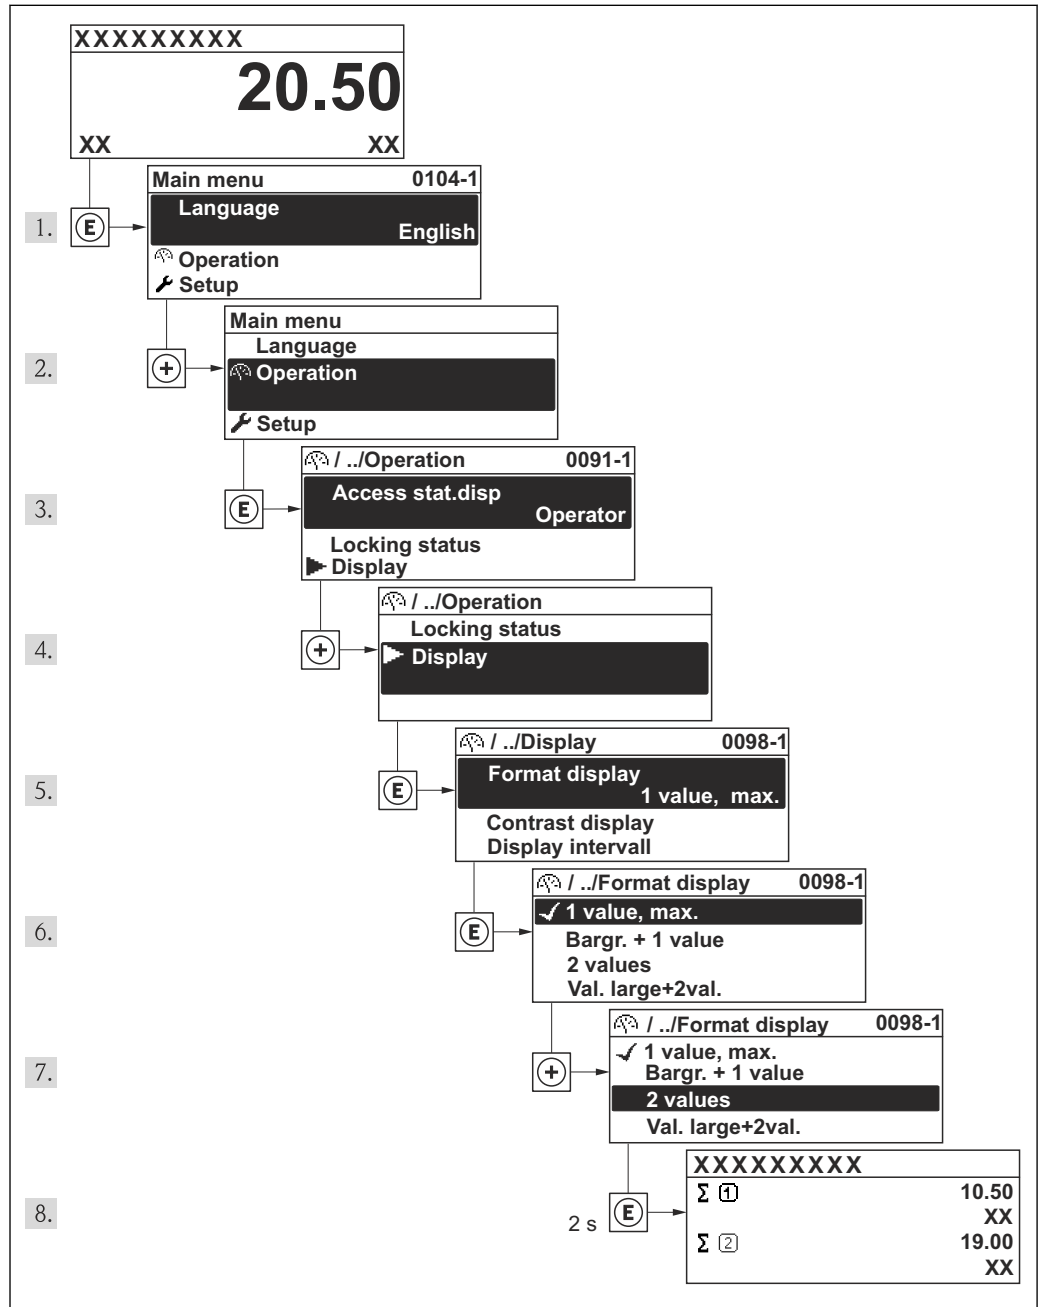 XXXXXXXXX
20.50
XX XX
Main menu 0104-1
Language
English
Operation
Setup
1. E
Main menu
Language
Operation
Setup
2. +
/ ../Operation 0091-1
Access stat.disp
Operator
Locking status
Display
3. E
/ ../Operation
Locking status
Display
4. +
/ ../Display 0098-1
Format display
1 value, max.
Contrast display
Display intervall
5. E
/ ../Format display 0098-1
1 value, max.
Bargr. + 1 value
2 values
Val. large+2val.
6. E
/ ../Format display 0098-1
1 value, max.
Bargr. + 1 value
2 values
Val. large+2val.
7. +
XXXXXXXXX
Σ 1 10.50
XX
Σ 2 19.00
XX
8. 2 s E